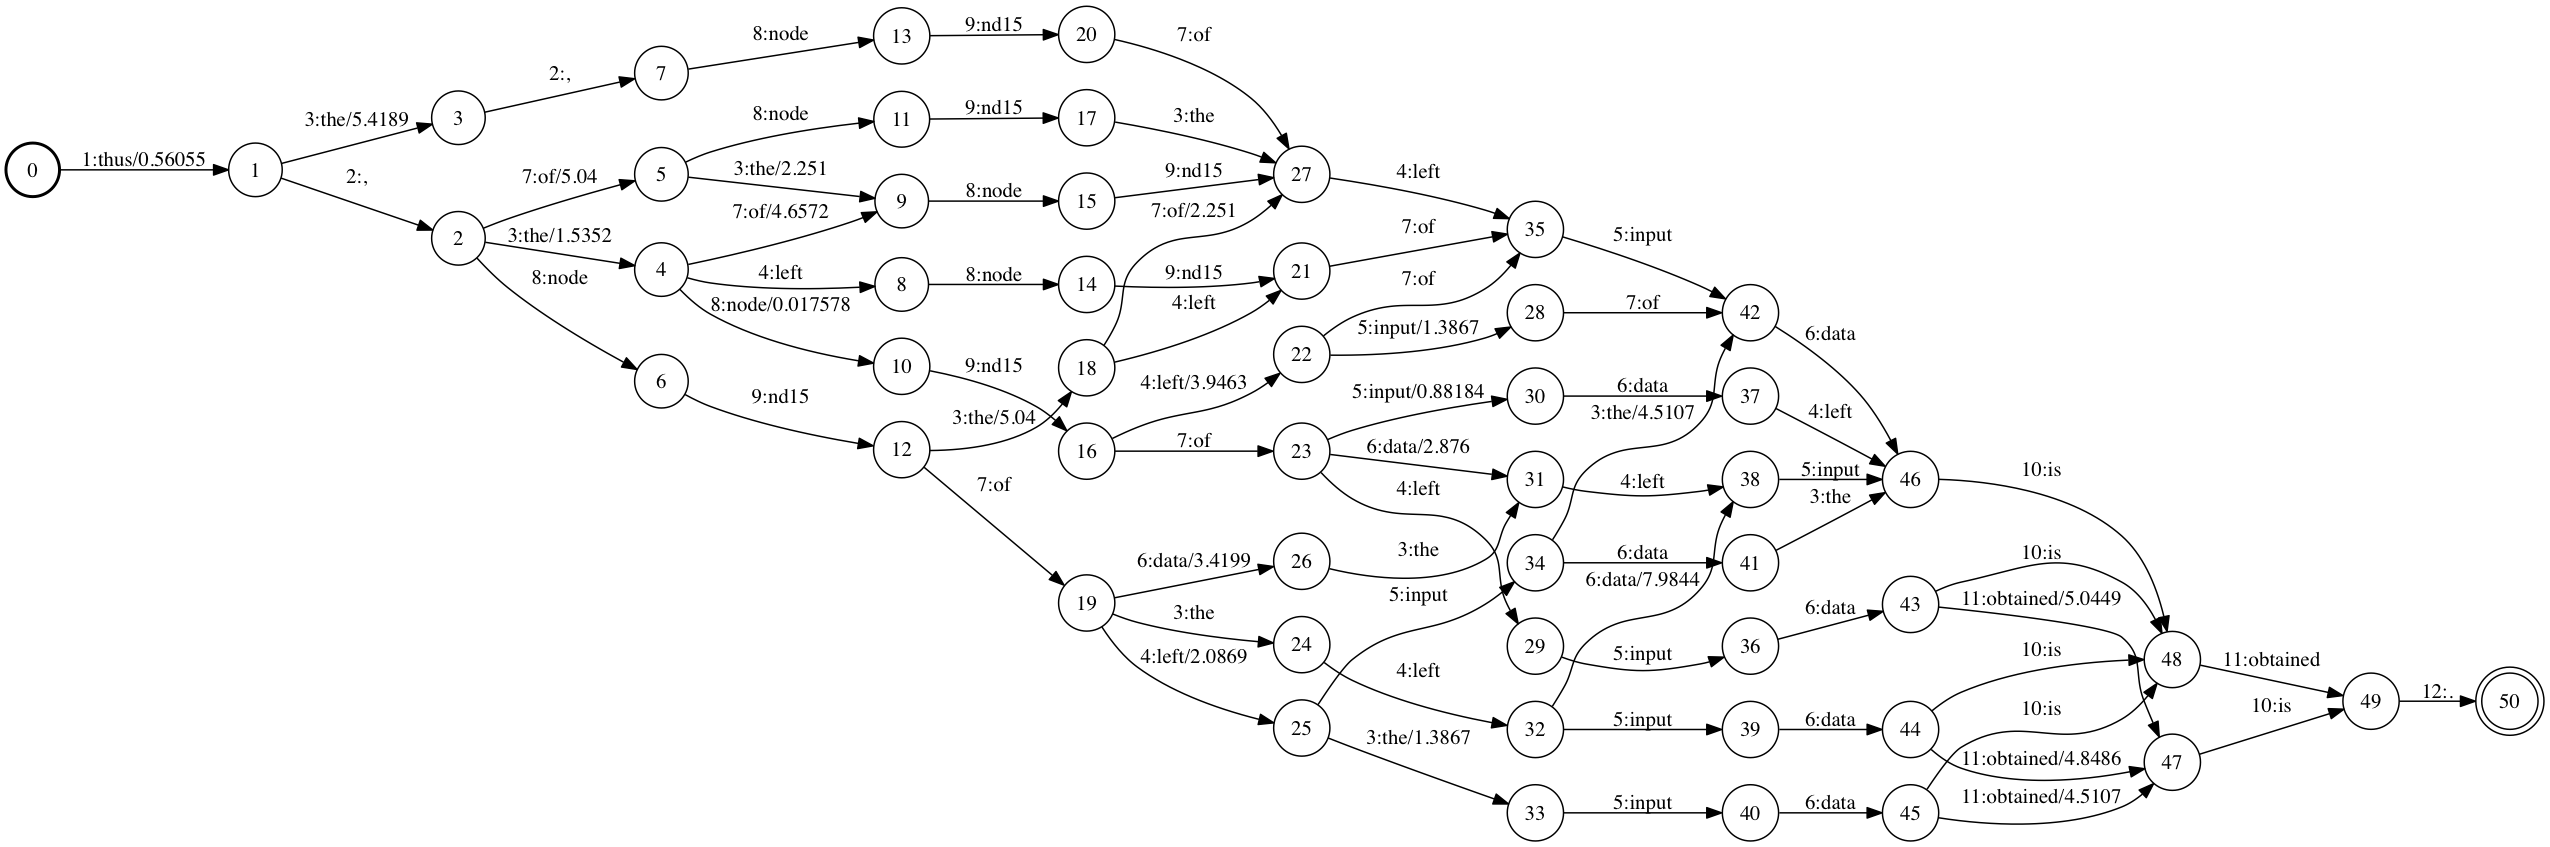 8:node
9:nd15
13
20
7:of
2:,
7
3:the/5.4189
3
8:node
11
9:nd15
17
3:the
0
1:thus/0.56055
1
2:,
7:of/5.04
5
3:the/2.251
9
8:node
15
9:nd15
27
4:left
7:of/4.6572
7:of/2.251
2
3:the/1.5352
4
4:left
8
8:node
14
9:nd15
21
7:of
35
5:input
8:node
8:node/0.017578
4:left
7:of
6
9:nd15
10
9:nd15
18
22
5:input/1.3867
28
7:of
42
6:data
12
3:the/5.04
16
4:left/3.9463
7:of
23
5:input/0.88184
30
6:data
37
4:left
3:the/4.5107
6:data/2.876
31
4:left
38
5:input
46
10:is
4:left
3:the
7:of
19
6:data/3.4199
26
3:the
34
6:data
41
10:is
6:data/7.9844
5:input
3:the
24
29
5:input
36
6:data
43
11:obtained/5.0449
4:left/2.0869
4:left
10:is
48
11:obtained
25
3:the/1.3867
32
5:input
39
6:data
44
10:is
11:obtained/4.8486
47
10:is
49
12:.
50
33
5:input
40
6:data
45
11:obtained/4.5107